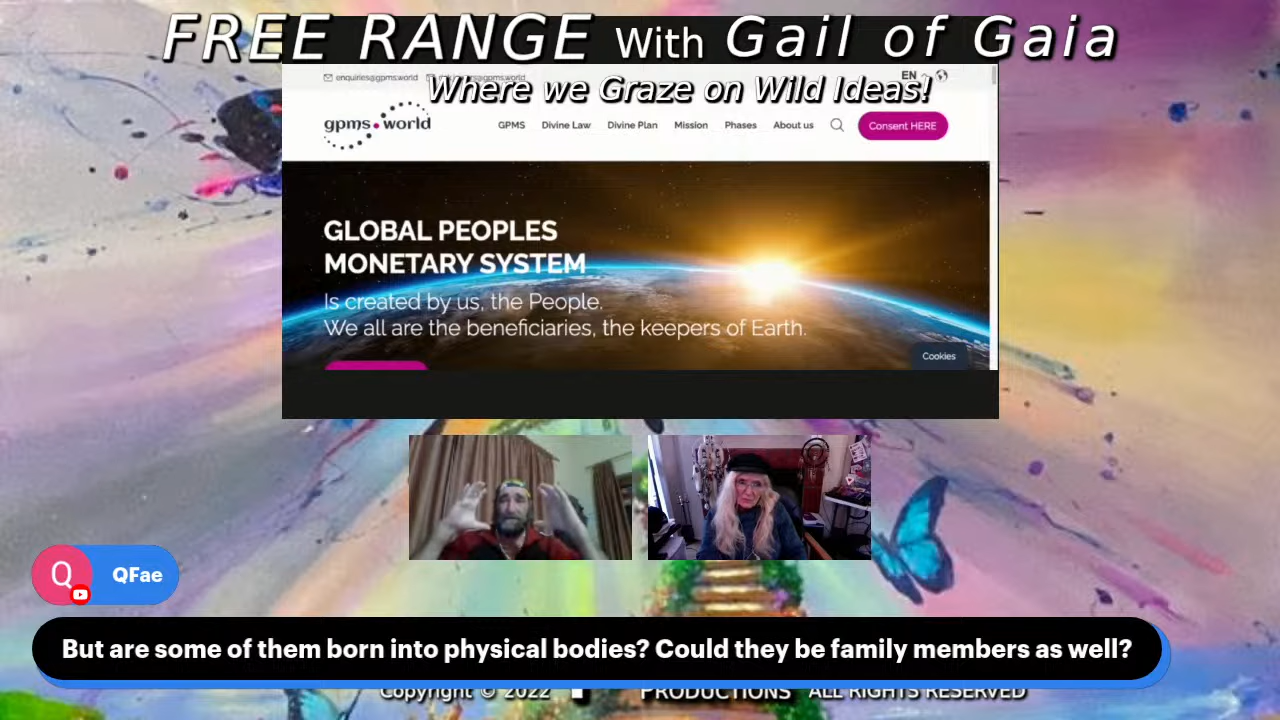 FREE RANGE With Gail of Gaia
Where we Graze on Wild Ideas!
enquiries@gpms.world
EN
gpms.world
GPMS Divine Law Divine Plan Mission Phases About us Consent HERE
GLOBAL PEOPLES
MONETARY SYSTEM
Is created by us, the People.
We all are the beneficiaries, the keepers of Earth.
Cookies
Q QFae
But are some of them born into physical bodies? Could they be family members as well?
Copyright © 2022 PRODUCTIONS ALL RIGHTS RESERVED